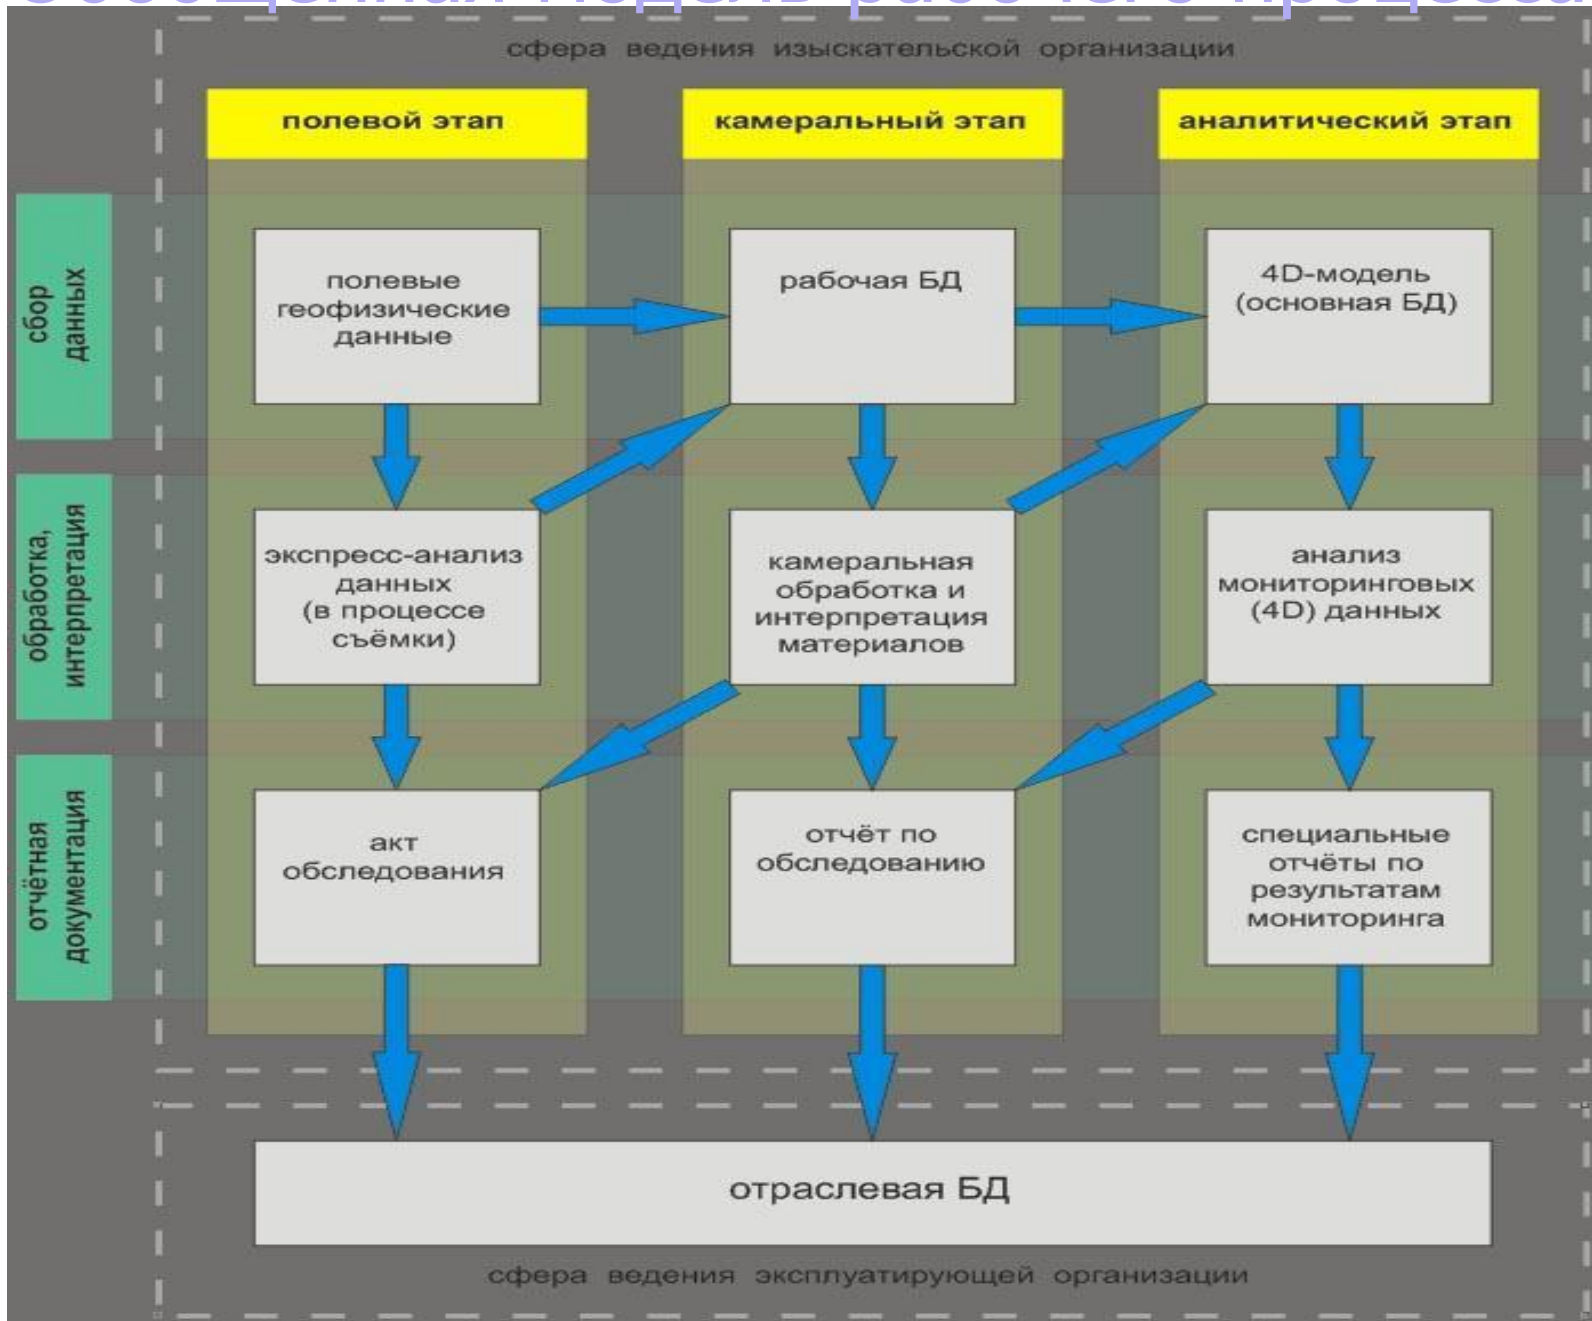 сфера ведения изыскательской организации
полевой этап
камеральный этап
аналитический этап
сбор
данных
полевые
геофизические
данные
рабочая БД
4D-модель
(основная БД)
обработка,
интерпретация
экспресс-анализ
данных
(в процессе
съёмки)
камеральная
обработка и
интерпретация
материалов
анализ
мониторинговых
(4D) данных
отчётная
документация
акт
обследования
отчёт по
обследованию
специальные
отчёты по
результатам
мониторинга
отраслевая БД
сфера ведения эксплуатирующей организации